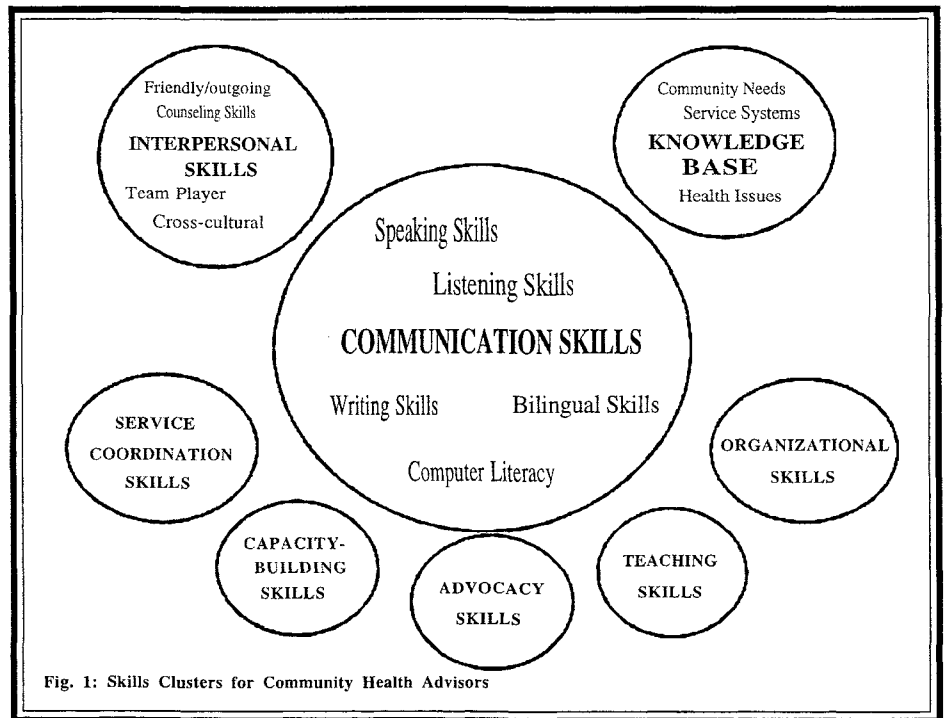 Friendly/outgoing
Counseling Skills
INTERPERSONAL
SKILLS
Team Player
Cross-cultural
Community Needs
Service Systems
KNOWLEDGE
BASE
Health Issues
Speaking Skills
Listening Skills
COMMUNICATION SKILLS
Writing Skills
Bilingual Skills
Computer Literacy
SERVICE
COORDINATION
SKILLS
CAPACITY-
BUILDING
SKILLS
ADVOCACY
SKILLS
TEACHING
SKILLS
ORGANIZATIONAL
SKILLS
Fig. 1: Skills Clusters for Community Health Advisors